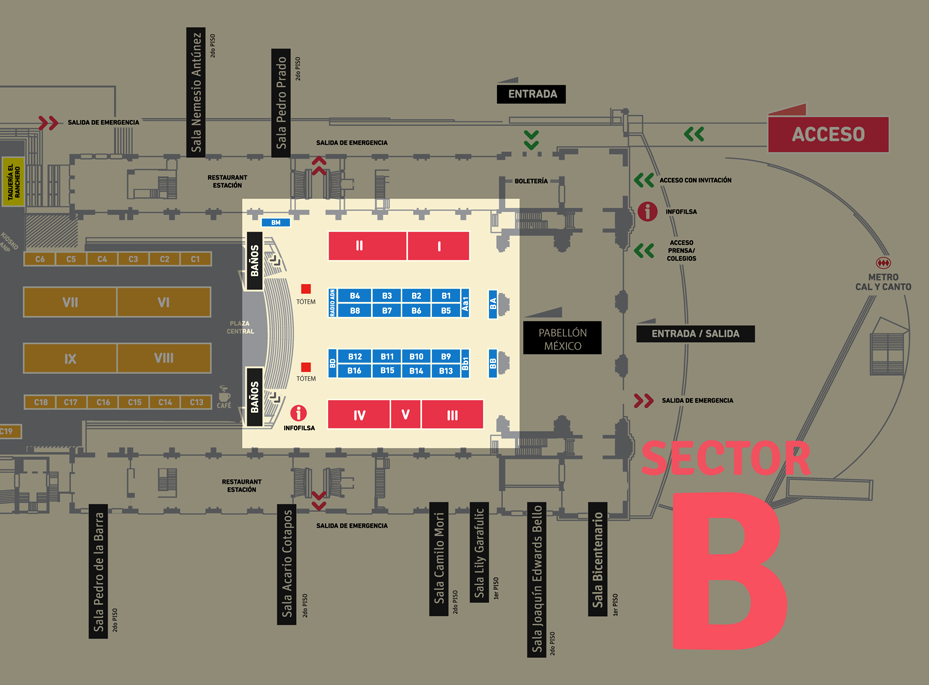 Sala Nemesio Antúnez
2do PISO
Sala Pedro Prado
2do PISO
ENTRADA
ACCESO
SALIDA DE EMERGENCIA
SALIDA DE EMERGENCIA
TAQUERÍA EL
RANCHERO
RESTAURANT
ESTACIÓN
BOLETERÍA
ACCESO CON INVITACIÓN
i INFOFILSA
ACCESO
PRENSA/
COLEGIOS
METRO
CAL Y CANTO
KIOSKO
BM
BAÑOS
II
I
C6
C5
C4
C3
C2
C1
VII
VI
TÓTEM
RADIO ADN
B4
B3
B2
B1
B8
B7
B6
B5
Aa1
BA
PLAZA
CENTRAL
PABELLÓN
MÉXICO
ENTRADA / SALIDA
IX
VIII
BD
B12
B11
B10
B9
B16
B15
B14
B13
Bb1
BB
TÓTEM
BAÑOS
CAFÉ
C18
C17
C16
C15
C14
C13
C19
i
INFOFILSA
IV
V
III
SALIDA DE EMERGENCIA
SECTOR
B
RESTAURANT
ESTACIÓN
SALIDA DE EMERGENCIA
Sala Pedro de la Barra
2do PISO
Sala Acario Cotapos
2do PISO
Sala Camilo Mori
2do PISO
Sala Lily Garafulic
1er PISO
Sala Joaquín Edwards Bello
2do PISO
Sala Bicentenario
1er PISO